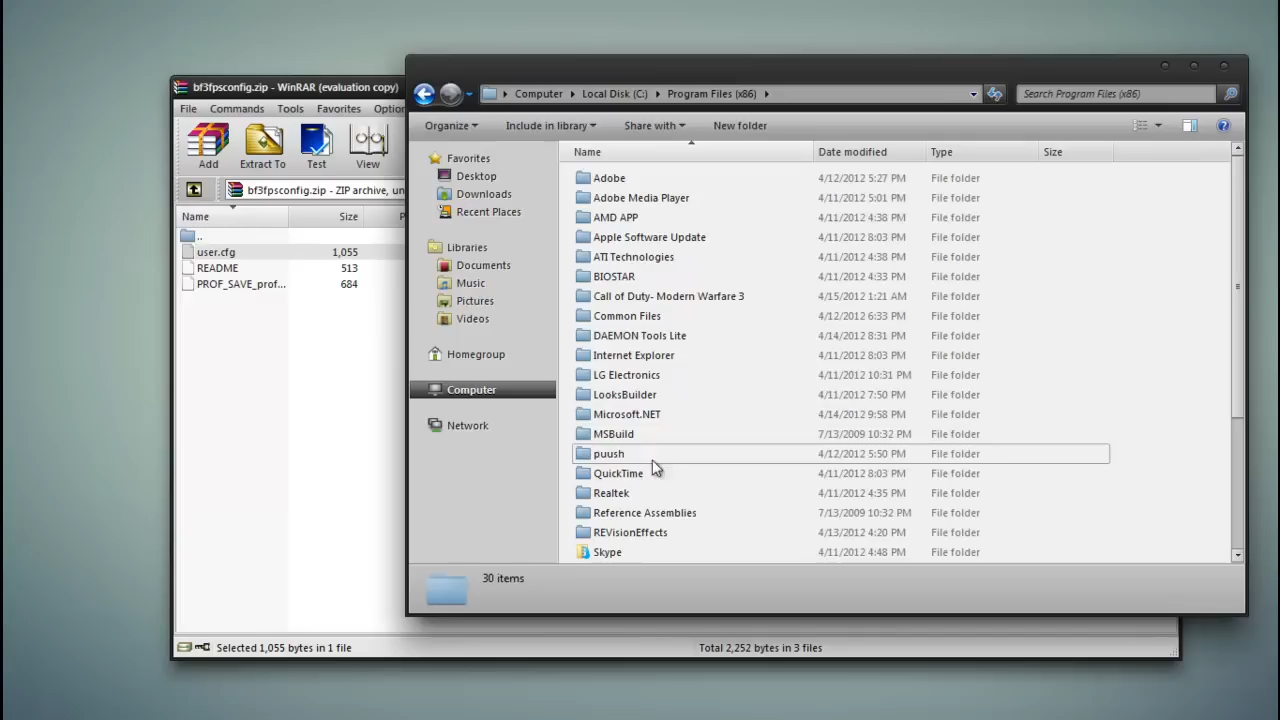 bf3fpsconfig.zip - WinRAR (evaluation copy)
File Commands Tools Favorites Option
Add Extract To Test View
bf3fpsconfig.zip - ZIP archive, un
Name Size P
..
user.cfg 1,055
README 513
PROF_SAVE_prof... 684
Selected 1,055 bytes in 1 file
Total 2,252 bytes in 3 files
Computer Local Disk (C:) Program Files (x86)
Search Program Files (x86)
Organize Include in library Share with New folder
Favorites
Desktop
Downloads
Recent Places
Libraries
Documents
Music
Pictures
Videos
Homegroup
Computer
Network
Name Date modified Type Size
Adobe 4/12/2012 5:27 PM File folder
Adobe Media Player 4/11/2012 5:01 PM File folder
AMD APP 4/11/2012 4:38 PM File folder
Apple Software Update 4/11/2012 8:03 PM File folder
ATI Technologies 4/11/2012 4:38 PM File folder
BIOSTAR 4/11/2012 4:33 PM File folder
Call of Duty- Modern Warfare 3 4/15/2012 1:21 AM File folder
Common Files 4/12/2012 6:33 PM File folder
DAEMON Tools Lite 4/14/2012 8:31 PM File folder
Internet Explorer 4/11/2012 8:03 PM File folder
LG Electronics 4/11/2012 10:31 PM File folder
LooksBuilder 4/11/2012 7:50 PM File folder
Microsoft.NET 4/14/2012 9:58 PM File folder
MSBuild 7/13/2009 10:32 PM File folder
puush 4/12/2012 5:50 PM File folder
QuickTime 4/11/2012 8:03 PM File folder
Realtek 4/11/2012 4:35 PM File folder
Reference Assemblies 7/13/2009 10:32 PM File folder
REVisionEffects 4/13/2012 4:20 PM File folder
Skype 4/11/2012 4:48 PM File folder
30 items